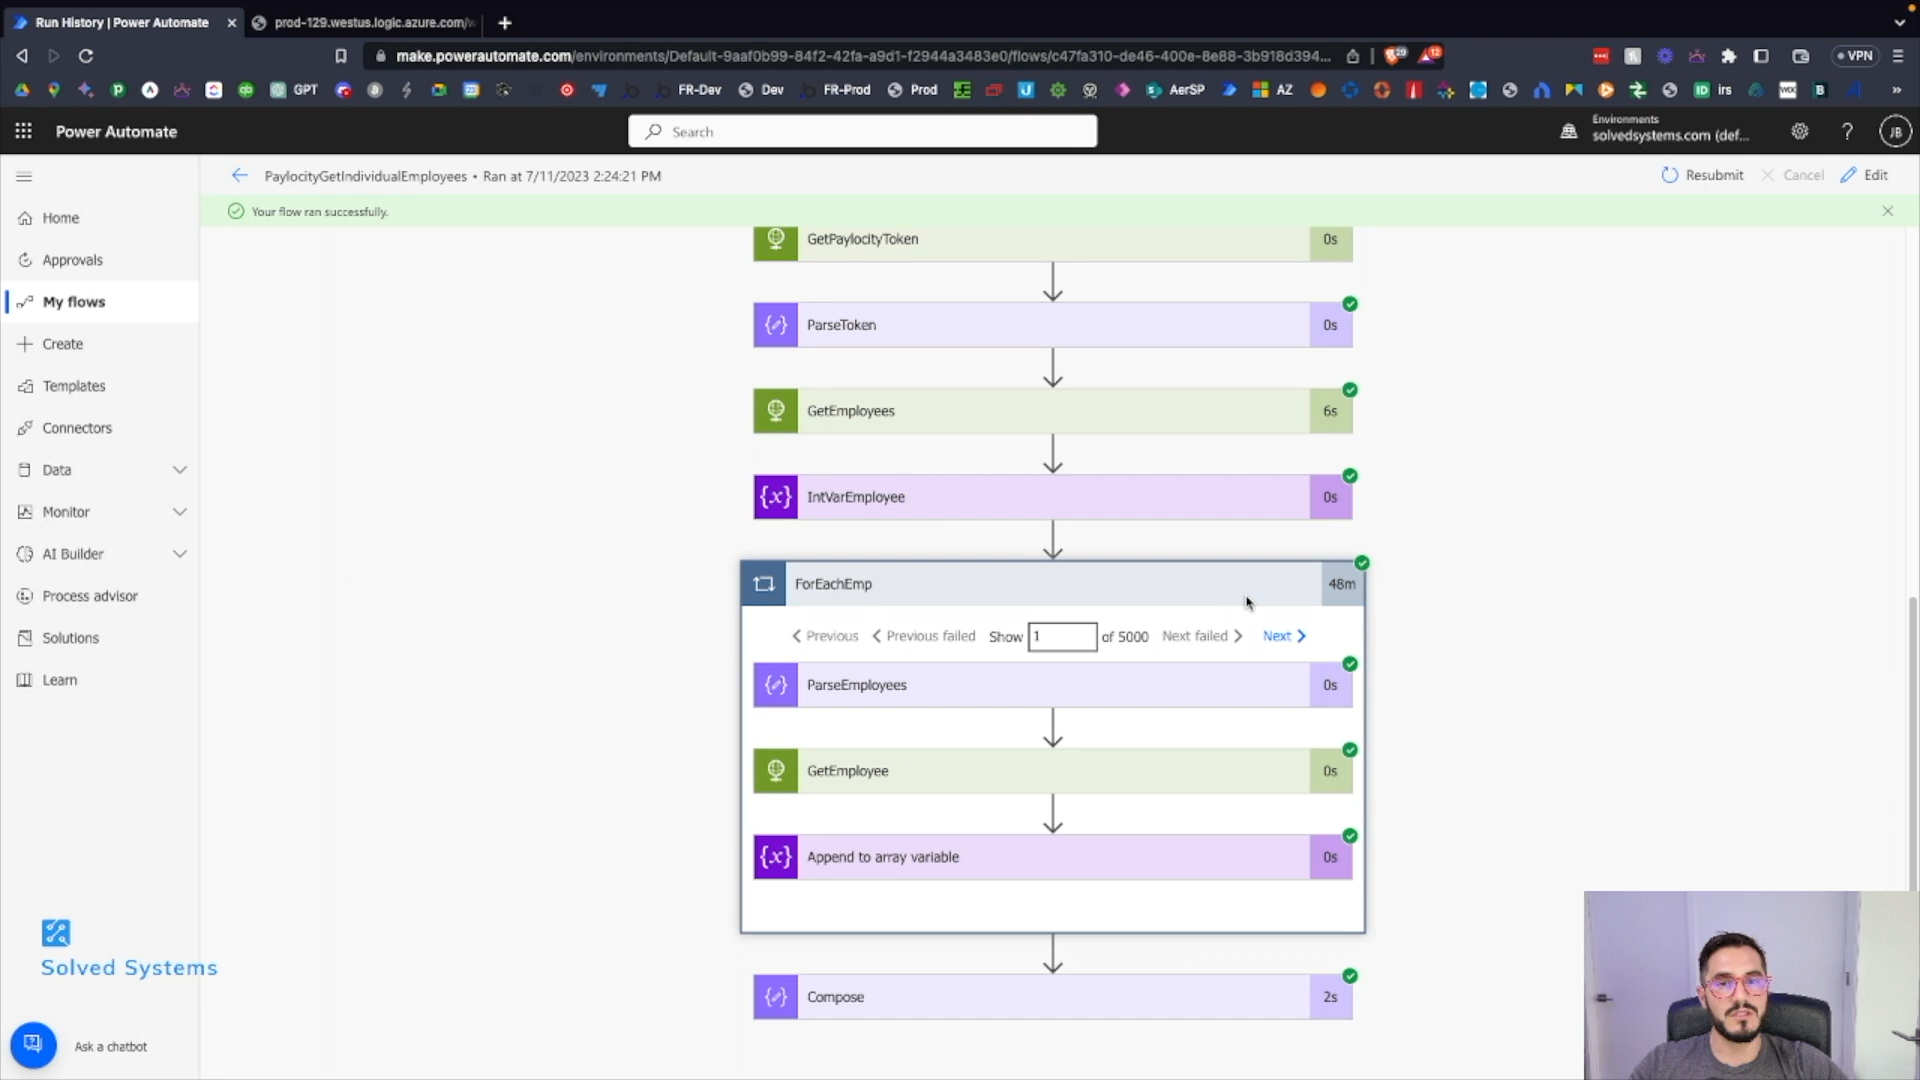 Run History | Power Automate
prod-129.westus.logic.azure.com/w
make.powerautomate.com/environments/Default-9aaf0b99-84f2-42fa-a9d1-f2944a3483e0/flows/c47fa310-de46-400e-8e88-3b918d394...
29
12
VPN
GPT
FR-Dev
Dev
FR-Prod
Prod
AerSP
AZ
irs
Power Automate
Search
Environments
solvedsystems.com (def...
JB
PaylocityGetIndividualEmployees • Ran at 7/11/2023 2:24:21 PM
Resubmit
Cancel
Edit
Your flow ran successfully.
Home
Approvals
My flows
Create
Templates
Connectors
Data
Monitor
AI Builder
Process advisor
Solutions
Learn
GetPaylocityToken 0s
ParseToken 0s
GetEmployees 6s
IntVarEmployee 0s
ForEachEmp 48m
Previous Previous failed Show 1 of 5000 Next failed Next
ParseEmployees 0s
GetEmployee 0s
Append to array variable 0s
Compose 2s
Solved Systems
Ask a chatbot